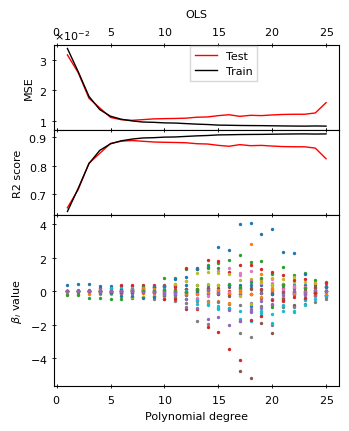 OLS
0 5 10 15 20 25
×10⁻²
3
2
1
MSE
Test
Train
0.9
0.8
0.7
R2 score
4
2
0
−2
−4
βᵢ value
0 5 10 15 20 25
Polynomial degree